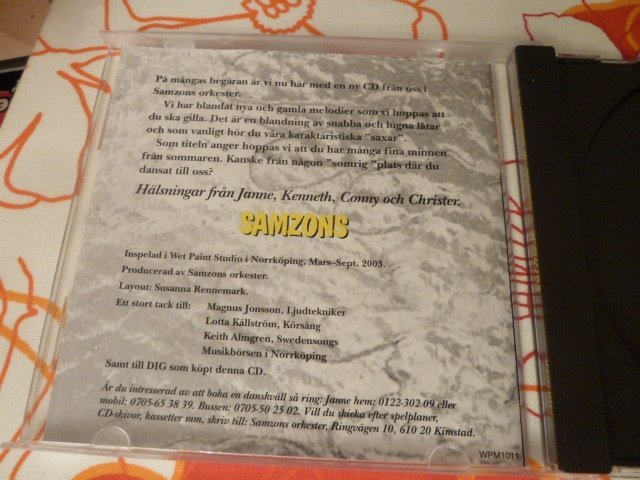 På mångas begäran är vi nu här med en ny CD från oss i
Samzons orkester.
Vi har blandat nya och gamla melodier som vi hoppas att
du ska gilla. Det är en blandning av snabba och lugna låtar
och som vanligt hör du våra karaktäristiska "saxar".
Som titeln anger hoppas vi att du har många fina minnen
från sommaren. Kanske från någon "somrig "plats där du
dansat till oss?
Hälsningar från Janne, Kenneth, Conny och Christer.
SAMZONS
Inspelad i Wet Paint Studio i Norrköping, Mars-Sept. 2003.
Producerad av Samzons orkester.
Layout: Susanna Rennemark.
Ett stort tack till: Magnus Jonsson, Ljudtekniker
Lotta Källström, Körsång
Keith Almgren, Swedensongs
Musikbörsen i Norrköping
Samt till DIG som köpt denna CD.
Är du intresserad av att boka en danskväll så ring: Janne hem; 0122-302 09 eller
mobil: 0705-65 38 39. Bussen: 0705-50 25 02. Vill du skicka efter spelplaner,
CD-skivor, kassetter mm, skriv till: Samzons orkester, Ringvägen 10, 610 20 Kimstad.
WPM1011